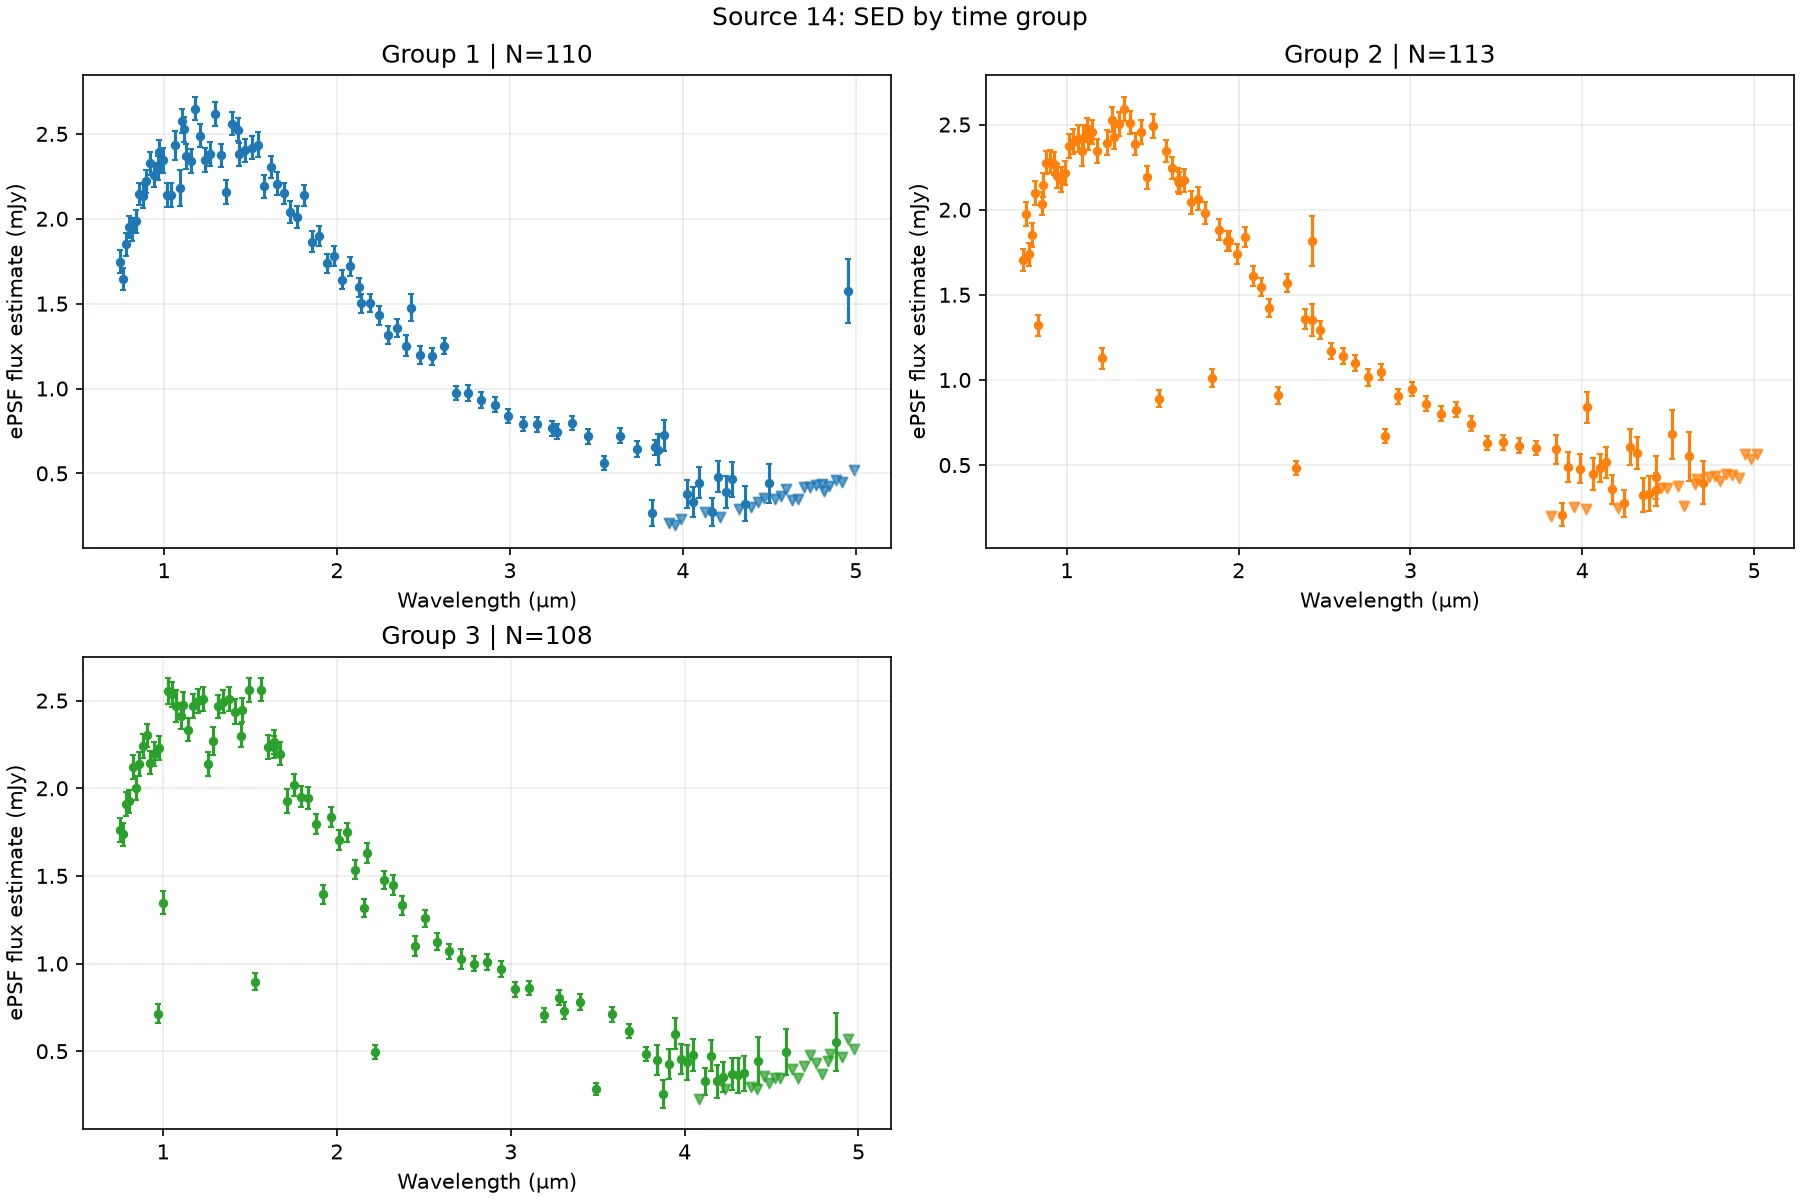 Source 14: SED by time group
Group 1 | N=110
ePSF flux estimate (mJy)
2.5
2.0
1.5
1.0
0.5
1 2 3 4 5
Wavelength (μm)
Group 2 | N=113
ePSF flux estimate (mJy)
2.5
2.0
1.5
1.0
0.5
1 2 3 4 5
Wavelength (μm)
Group 3 | N=108
ePSF flux estimate (mJy)
2.5
2.0
1.5
1.0
0.5
1 2 3 4 5
Wavelength (μm)